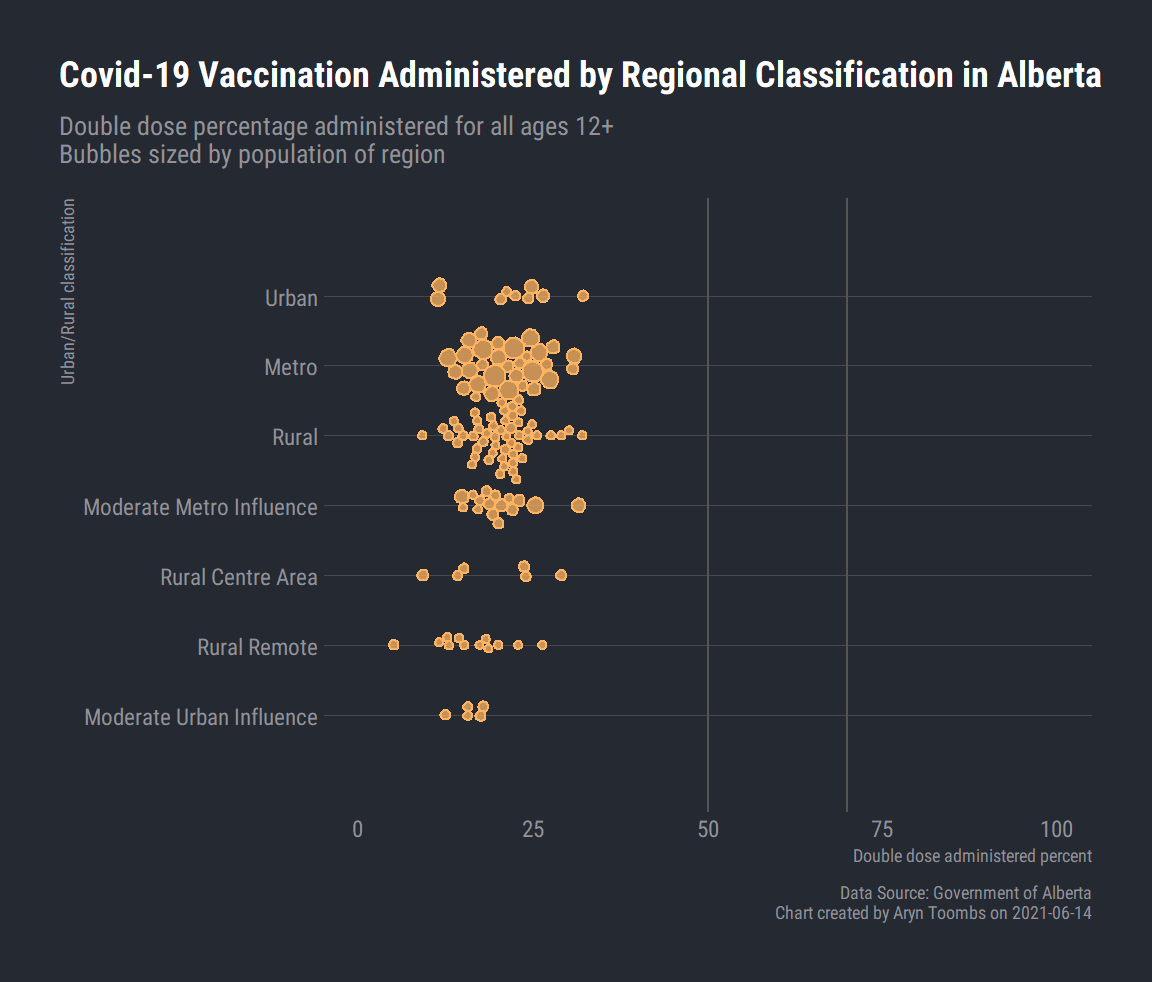 Covid-19 Vaccination Administered by Regional Classification in Alberta
Double dose percentage administered for all ages 12+
Bubbles sized by population of region
Urban/Rural classification
Urban
Metro
Rural
Moderate Metro Influence
Rural Centre Area
Rural Remote
Moderate Urban Influence
0 25 50 75 100
Double dose administered percent
Data Source: Government of Alberta
Chart created by Aryn Toombs on 2021-06-14